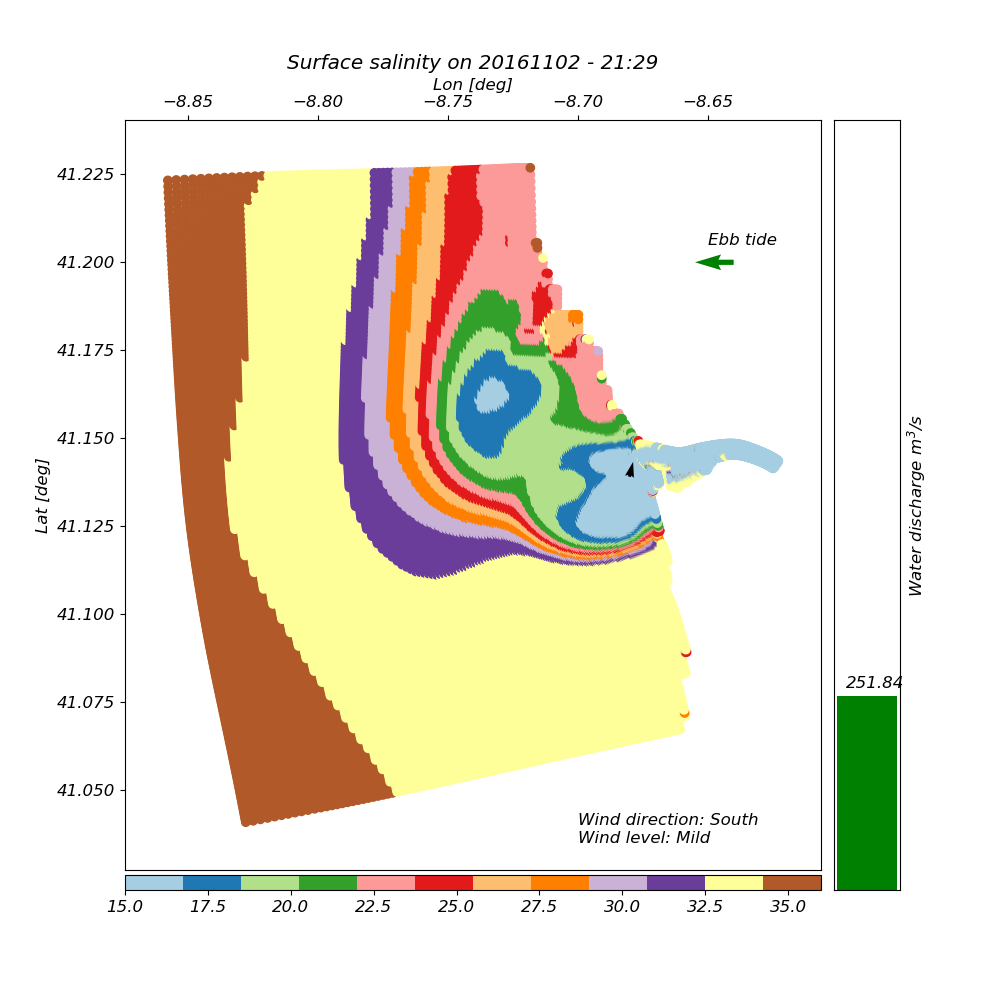 Surface salinity on 20161102 - 21:29
Lon [deg]
−8.85 −8.80 −8.75 −8.70 −8.65
41.225
41.200
41.175
41.150
41.125
41.100
41.075
41.050
Lat [deg]
Ebb tide
Wind direction: South
Wind level: Mild
251.84
Water discharge m³/s
15.0 17.5 20.0 22.5 25.0 27.5 30.0 32.5 35.0